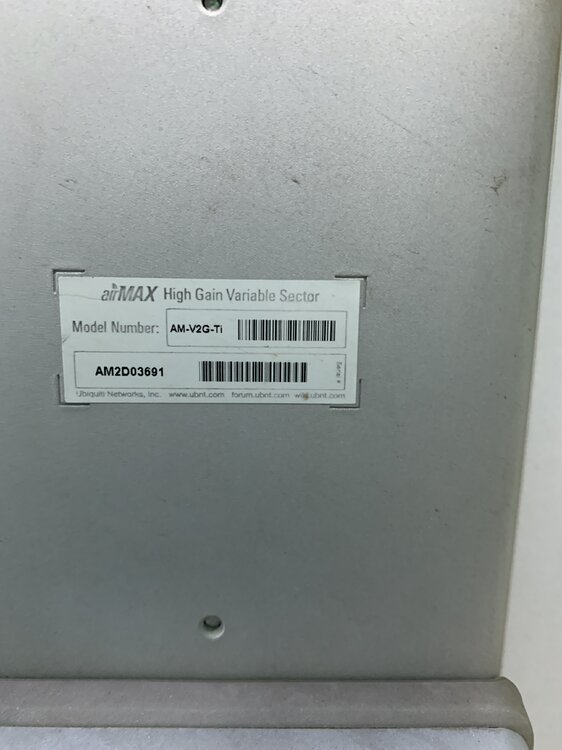 airMAX High Gain Variable Sector
Model Number: AM-V2G-Ti
AM2D03691 Serial #
Ubiquiti Networks, Inc. www.ubnt.com forum.ubnt.com wiki.ubnt.com